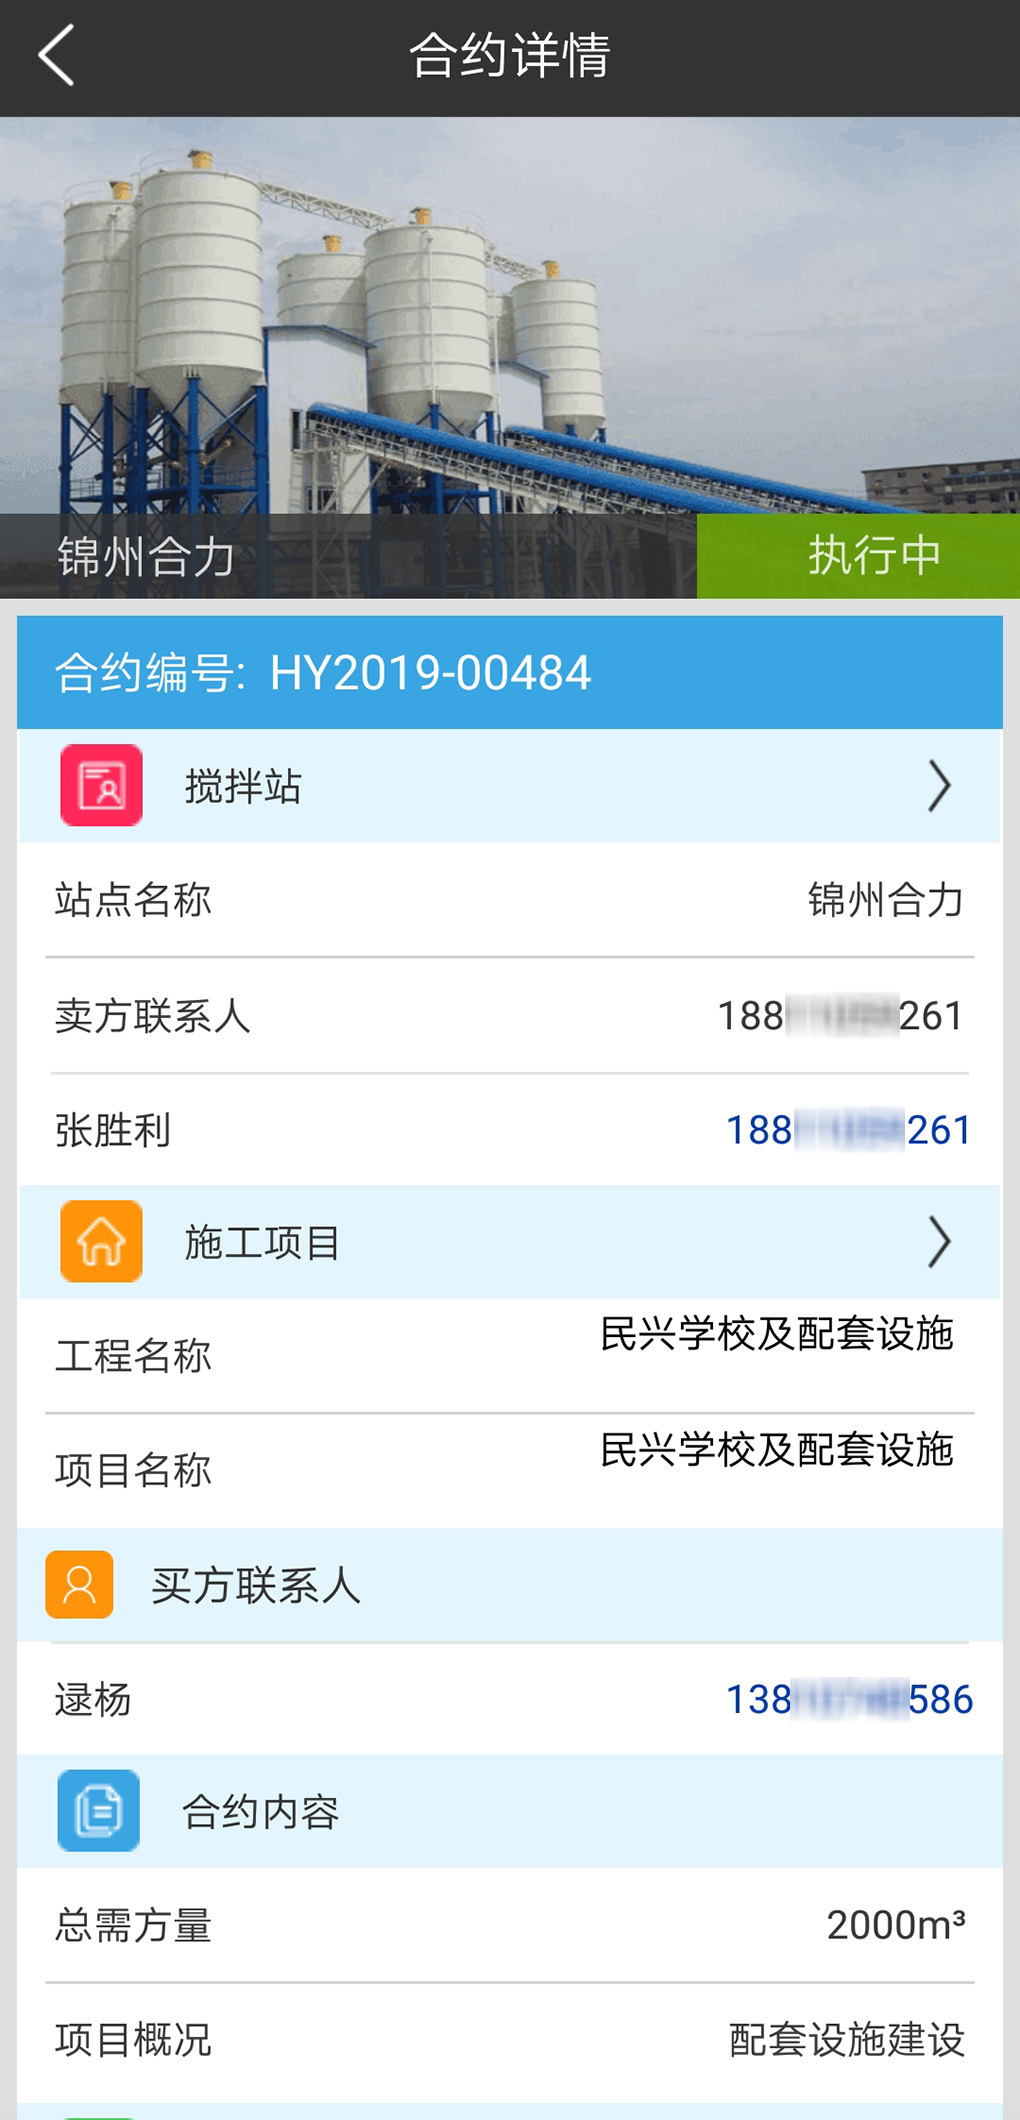 合约详情
锦州合力
执行中
合约编号: HY2019-00484
搅拌站
站点名称 锦州合力
卖方联系人 188 261
张胜利 188 261
施工项目
工程名称 民兴学校及配套设施
项目名称 民兴学校及配套设施
买方联系人
逯杨 138 586
合约内容
总需方量 2000m³
项目概况 配套设施建设